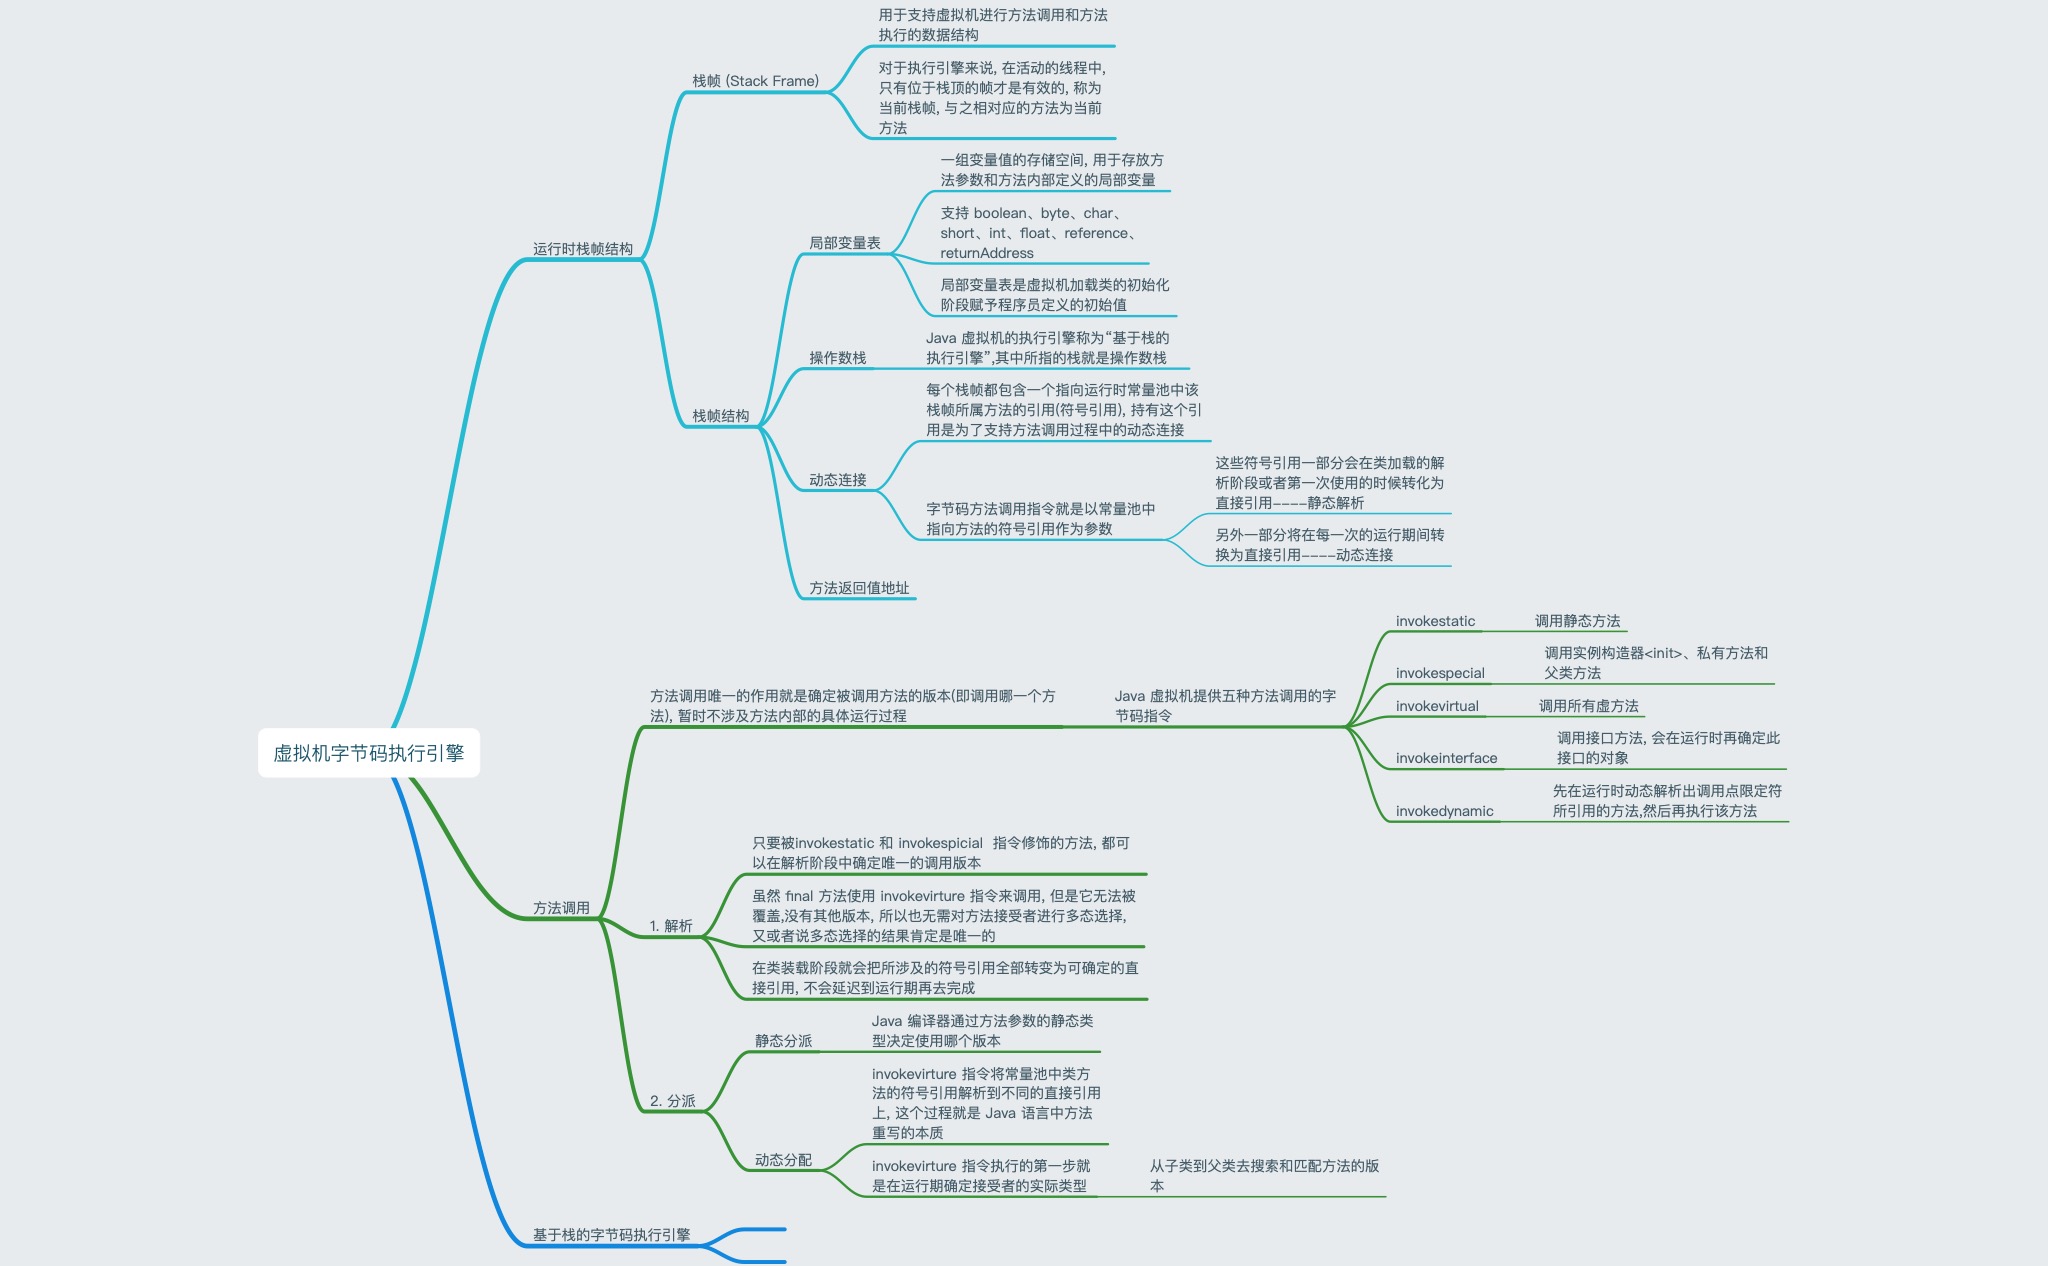 用于支持虚拟机进行方法调用和方法
执行的数据结构
栈帧 (Stack Frame)
对于执行引擎来说, 在活动的线程中,
只有位于栈顶的帧才是有效的, 称为
当前栈帧, 与之相对应的方法为当前
方法
运行时栈帧结构
一组变量值的存储空间, 用于存放方
法参数和方法内部定义的局部变量
局部变量表
支持 boolean、byte、char、
short、int、float、reference、
returnAddress
局部变量表是虚拟机加载类的初始化
阶段赋予程序员定义的初始值
操作数栈
Java 虚拟机的执行引擎称为“基于栈的
执行引擎”,其中所指的栈就是操作数栈
栈帧结构
每个栈帧都包含一个指向运行时常量池中该
栈帧所属方法的引用(符号引用), 持有这个引
用是为了支持方法调用过程中的动态连接
动态连接
字节码方法调用指令就是以常量池中
指向方法的符号引用作为参数
这些符号引用一部分会在类加载的解
析阶段或者第一次使用的时候转化为
直接引用----静态解析
另外一部分将在每一次的运行期间转
换为直接引用----动态连接
方法返回值地址
虚拟机字节码执行引擎
方法调用唯一的作用就是确定被调用方法的版本(即调用哪一个方
法), 暂时不涉及方法内部的具体运行过程
Java 虚拟机提供五种方法调用的字
节码指令
invokestatic
调用静态方法
invokespecial
调用实例构造器<init>、私有方法和
父类方法
invokevirtual
调用所有虚方法
invokeinterface
调用接口方法, 会在运行时再确定此
接口的对象
invokedynamic
先在运行时动态解析出调用点限定符
所引用的方法,然后再执行该方法
方法调用
只要被invokestatic 和 invokespicial  指令修饰的方法, 都可
以在解析阶段中确定唯一的调用版本
1. 解析
虽然 final 方法使用 invokevirture 指令来调用, 但是它无法被
覆盖,没有其他版本, 所以也无需对方法接受者进行多态选择,
又或者说多态选择的结果肯定是唯一的
在类装载阶段就会把所涉及的符号引用全部转变为可确定的直
接引用, 不会延迟到运行期再去完成
静态分派
Java 编译器通过方法参数的静态类
型决定使用哪个版本
2. 分派
invokevirture 指令将常量池中类方
法的符号引用解析到不同的直接引用
上, 这个过程就是 Java 语言中方法
重写的本质
动态分配
invokevirture 指令执行的第一步就
是在运行期确定接受者的实际类型
从子类到父类去搜索和匹配方法的版
本
基于栈的字节码执行引擎